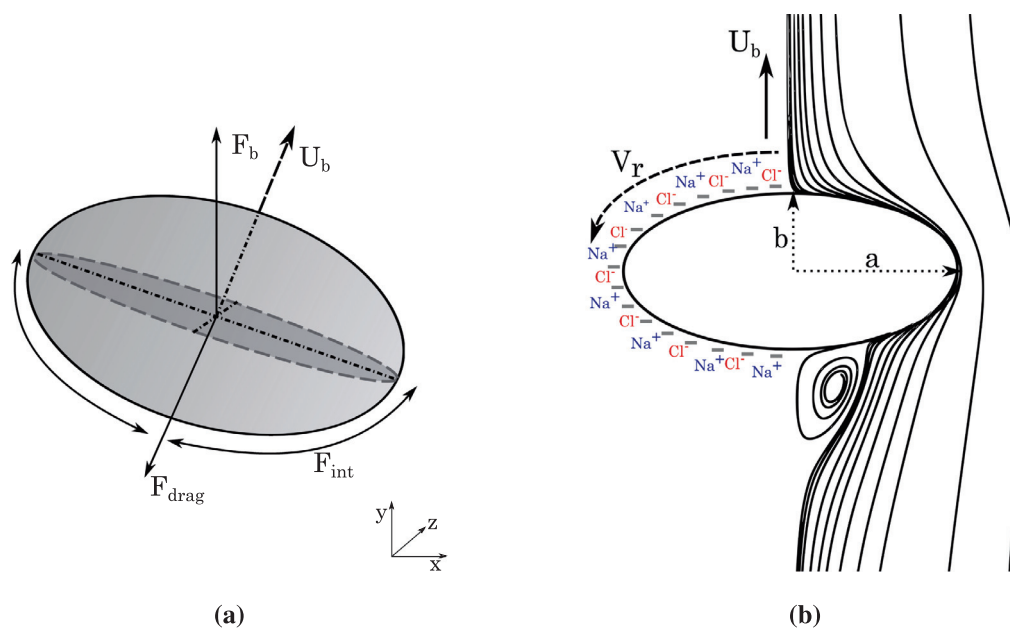 F_b
U_b
F_drag
F_int
y
z
x
(a)
U_b
V_r
Na⁺ Cl⁻ Na⁺ Cl⁻
Na⁺ Cl⁻
Cl⁻
Na⁺
Cl⁻
Na⁺
Cl⁻
Na⁺
Cl⁻
Na⁺ Cl⁻ Na⁺
b
a
(b)